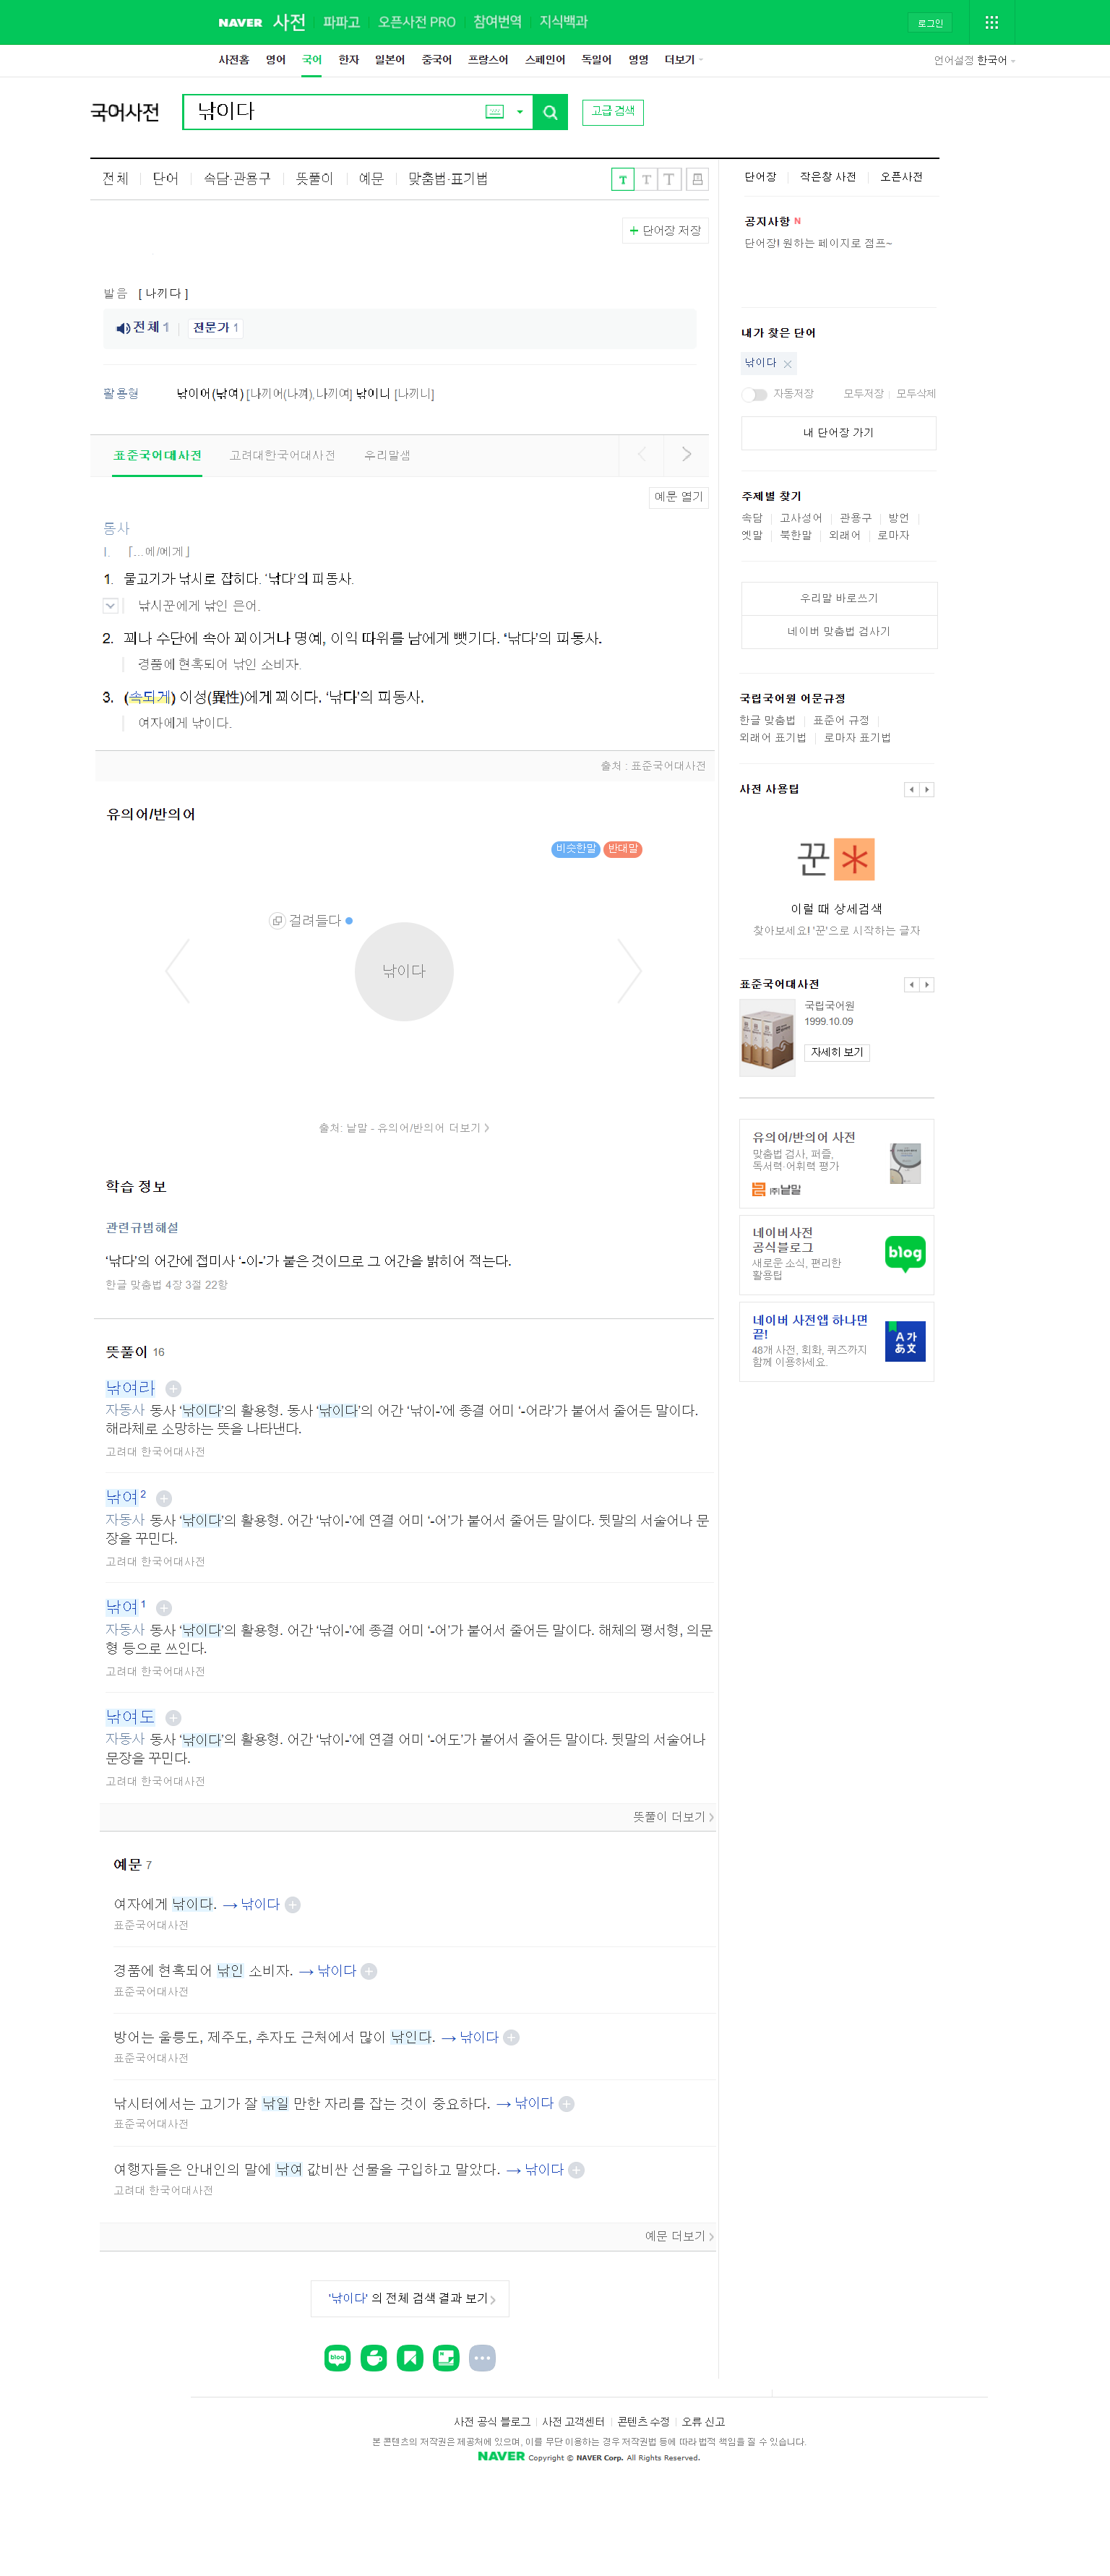 NAVER 사전 파파고 오픈사전 PRO 참여번역 지식백과 로그인
사전홈 영어 국어 한자 일본어 중국어 프랑스어 스페인어 독일어 영영 더보기 언어설정 한국어
국어사전 낚이다 고급 검색
전체 단어 속담·관용구 뜻풀이 예문 맞춤법·표기법
+ 단어장 저장
발음 [ 나끼다 ]
전체 1 전문가 1
활용형 낚이어(낚여) [나끼어(나껴), 나끼여] 낚이니 [나끼니]
표준국어대사전 고려대한국어대사전 우리말샘
예문 열기
동사
I. 「…에/에게」
1. 물고기가 낚시로 잡히다. ‘낚다’의 피동사.
낚시꾼에게 낚인 은어.
2. 꾀나 수단에 속아 꾀이거나 명예, 이익 따위를 남에게 뺏기다. ‘낚다’의 피동사.
경품에 현혹되어 낚인 소비자.
3. (속되게) 이성(異性)에게 꾀이다. ‘낚다’의 피동사.
여자에게 낚이다.
출처 : 표준국어대사전
유의어/반의어
비슷한말 반대말
걸려들다
낚이다
출처: 낱말 - 유의어/반의어 더보기
학습 정보
관련규범해설
‘낚다’의 어간에 접미사 ‘-이-’가 붙은 것이므로 그 어간을 밝히어 적는다.
한글 맞춤법 4장 3절 22항
뜻풀이 16
낚여라
자동사 동사 ‘낚이다’의 활용형. 동사 ‘낚이다’의 어간 ‘낚이-’에 종결 어미 ‘-어라’가 붙어서 줄어든 말이다.
해라체로 소망하는 뜻을 나타낸다.
고려대 한국어대사전
낚여2
자동사 동사 ‘낚이다’의 활용형. 어간 ‘낚이-’에 연결 어미 ‘-어’가 붙어서 줄어든 말이다. 뒷말의 서술어나 문
장을 꾸민다.
고려대 한국어대사전
낚여1
자동사 동사 ‘낚이다’의 활용형. 어간 ‘낚이-’에 종결 어미 ‘-어’가 붙어서 줄어든 말이다. 해체의 평서형, 의문
형 등으로 쓰인다.
고려대 한국어대사전
낚여도
자동사 동사 ‘낚이다’의 활용형. 어간 ‘낚이-’에 연결 어미 ‘-어도’가 붙어서 줄어든 말이다. 뒷말의 서술어나
문장을 꾸민다.
고려대 한국어대사전
뜻풀이 더보기
예문 7
여자에게 낚이다. → 낚이다
표준국어대사전
경품에 현혹되어 낚인 소비자. → 낚이다
표준국어대사전
방어는 울릉도, 제주도, 추자도 근처에서 많이 낚인다. → 낚이다
표준국어대사전
낚시터에서는 고기가 잘 낚일 만한 자리를 잡는 것이 중요하다. → 낚이다
표준국어대사전
여행자들은 안내인의 말에 낚여 값비싼 선물을 구입하고 말았다. → 낚이다
고려대 한국어대사전
예문 더보기
'낚이다' 의 전체 검색 결과 보기
blog
단어장 작은창 사전 오픈사전
공지사항 N
단어장! 원하는 페이지로 점프~
내가 찾은 단어
낚이다
자동저장 모두저장 모두삭제
내 단어장 가기
주제별 찾기
속담 고사성어 관용구 방언
옛말 북한말 외래어 로마자
우리말 바로쓰기
네이버 맞춤법 검사기
국립국어원 어문규정
한글 맞춤법 표준어 규정
외래어 표기법 로마자 표기법
사전 사용팁
꾼 *
이럴 때 상세검색
찾아보세요! '꾼'으로 시작하는 글자
표준국어대사전
국립국어원
1999.10.09
자세히 보기
유의어/반의어 사전
맞춤법 검사, 퍼즐,
독서력·어휘력 평가
㈜낱말
네이버사전
공식블로그
새로운 소식, 편리한
활용팁
blog
네이버 사전앱 하나면
끝!
48개 사전, 회화, 퀴즈까지
함께 이용하세요.
A 가
あ 文
사전 공식 블로그 사전 고객센터 콘텐츠 수정 오류 신고
본 콘텐츠의 저작권은 제공처에 있으며, 이를 무단 이용하는 경우 저작권법 등에 따라 법적 책임을 질 수 있습니다.
NAVER Copyright © NAVER Corp. All Rights Reserved.